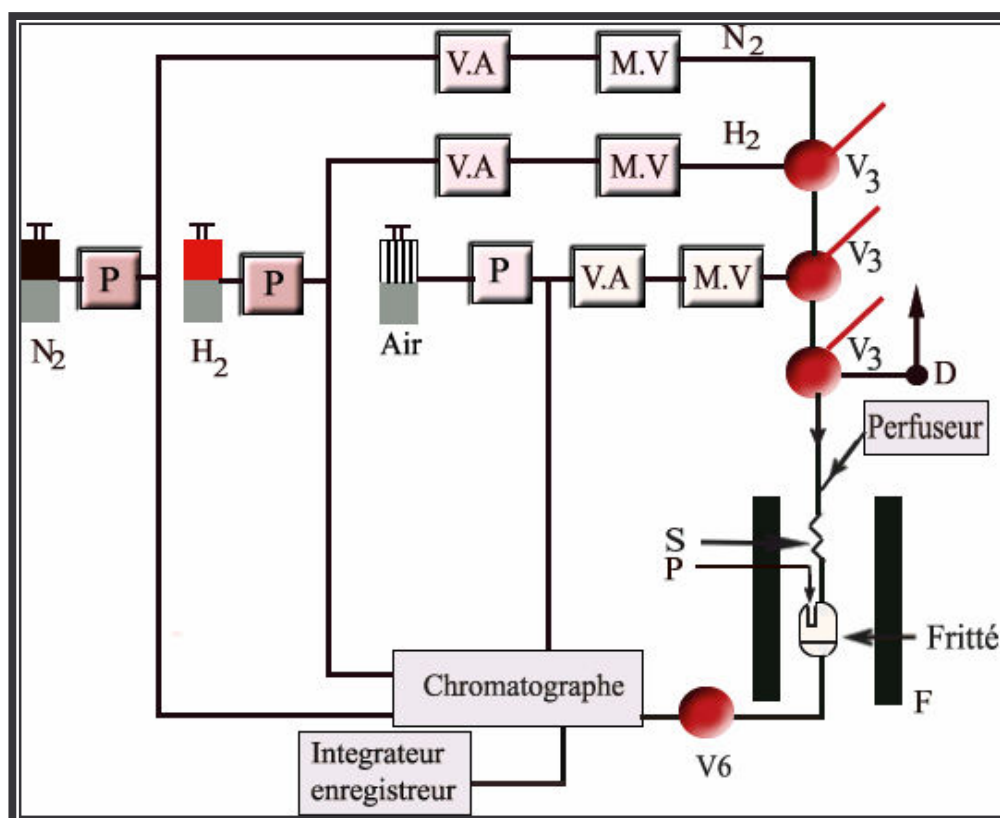 N2
V.A
M.V
H2
V.A
M.V
V3
P
P
P
V.A
M.V
V3
N2
H2
Air
V3
D
Perfuseur
S
P
Fritté
Chromatographe
F
V6
Integrateur
enregistreur